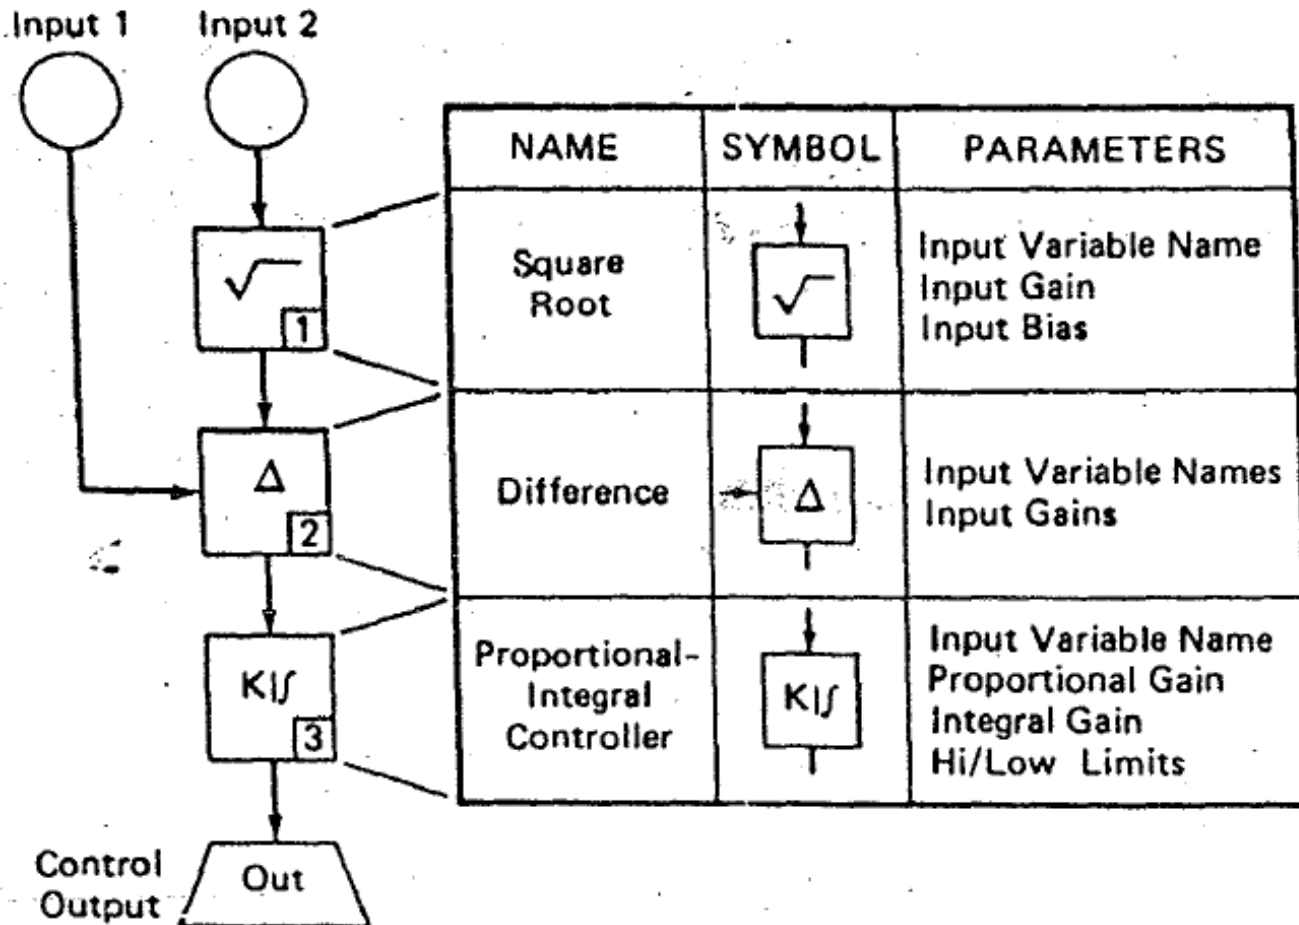 Input 1
Input 2
√
1
Δ
2
K|∫
3
Control
Output
Out
NAME
SYMBOL
PARAMETERS
Square
Root
√
Input Variable Name
Input Gain
Input Bias
Difference
Δ
Input Variable Names
Input Gains
Proportional-
Integral
Controller
K|∫
Input Variable Name
Proportional Gain
Integral Gain
Hi/Low Limits